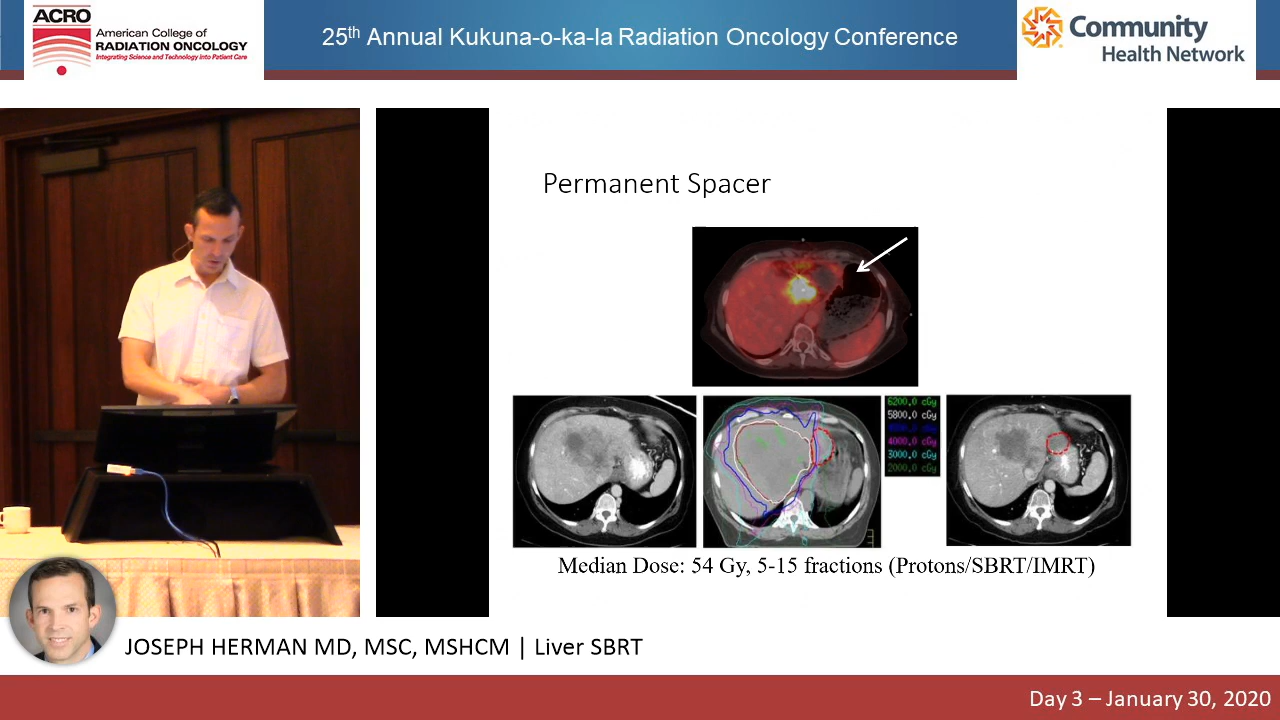 ACRO
American College of
RADIATION ONCOLOGY
Integrating Science and Technology Into Patient Care
25th Annual Kukuna-o-ka-la Radiation Oncology Conference
Community
Health Network
Permanent Spacer
6200.0 cGy
5800.0 cGy
4000.0 cGy
3000.0 cGy
2000.0 cGy
Median Dose: 54 Gy, 5-15 fractions (Protons/SBRT/IMRT)
JOSEPH HERMAN MD, MSC, MSHCM | Liver SBRT
Day 3 – January 30, 2020